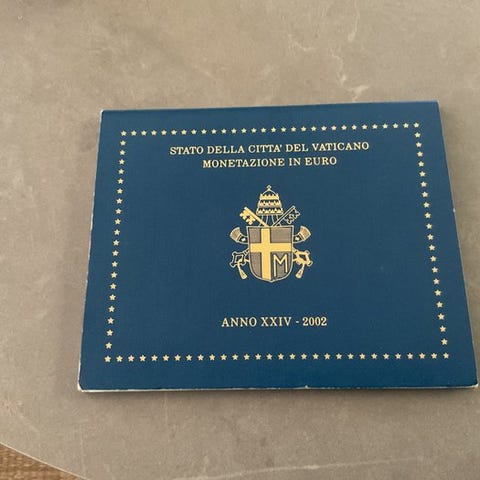 STATO DELLA CITTA' DEL VATICANO
MONETAZIONE IN EURO
M
ANNO XXIV - 2002